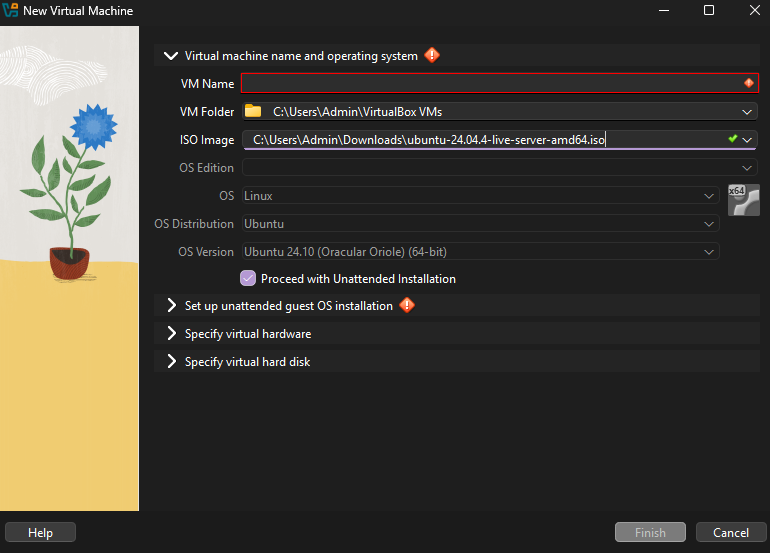 New Virtual Machine
Virtual machine name and operating system
VM Name
VM Folder C:\Users\Admin\VirtualBox VMs
ISO Image C:\Users\Admin\Downloads\ubuntu-24.04.4-live-server-amd64.iso
OS Edition
OS Linux x64
OS Distribution Ubuntu
OS Version Ubuntu 24.10 (Oracular Oriole) (64-bit)
Proceed with Unattended Installation
Set up unattended guest OS installation
Specify virtual hardware
Specify virtual hard disk
Help Finish Cancel